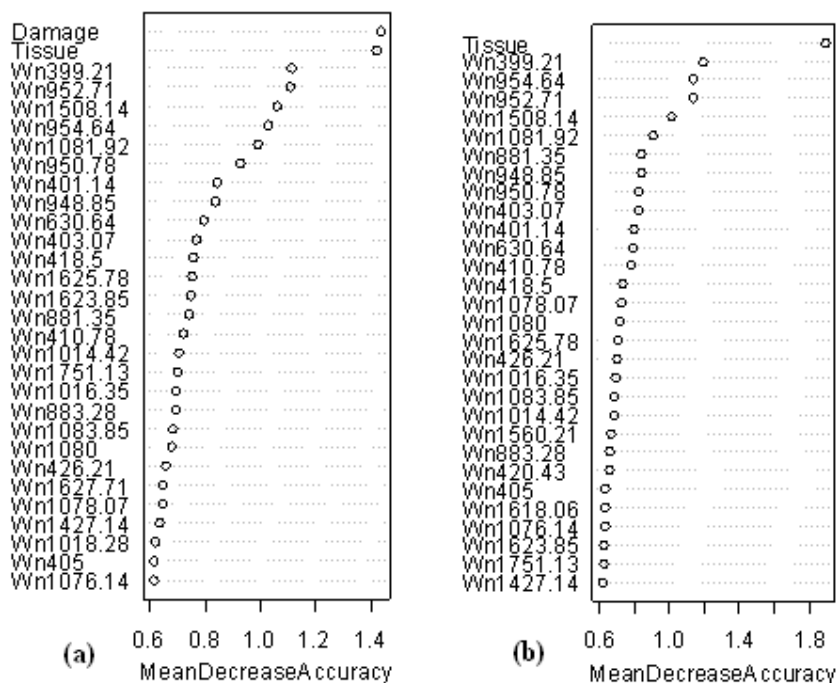 Damage
Tissue
Wn399.21
Wn952.71
Wn1508.14
Wn954.64
Wn1081.92
Wn950.78
Wn401.14
Wn948.85
Wn630.64
Wn403.07
Wn418.5
Wn1625.78
Wn1623.85
Wn881.35
Wn410.78
Wn1014.42
Wn1751.13
Wn1016.35
Wn883.28
Wn1083.85
Wn1080
Wn426.21
Wn1627.71
Wn1078.07
Wn1427.14
Wn1018.28
Wn405
Wn1076.14
0.6 0.8 1.0 1.2 1.4
(a)
MeanDecreaseAccuracy
Tissue
Wn399.21
Wn954.64
Wn952.71
Wn1508.14
Wn1081.92
Wn881.35
Wn948.85
Wn950.78
Wn403.07
Wn401.14
Wn630.64
Wn410.78
Wn418.5
Wn1078.07
Wn1080
Wn1625.78
Wn426.21
Wn1016.35
Wn1083.85
Wn1014.42
Wn1560.21
Wn883.28
Wn420.43
Wn405
Wn1618.06
Wn1076.14
Wn1623.85
Wn1751.13
Wn1427.14
0.6 1.0 1.4 1.8
(b)
MeanDecreaseAccuracy